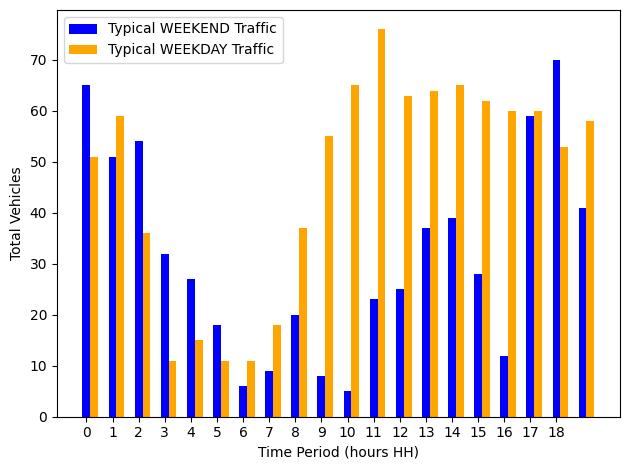 Typical WEEKEND Traffic
Typical WEEKDAY Traffic
70
60
50
40
30
20
10
0
Total Vehicles
0 1 2 3 4 5 6 7 8 9 10 11 12 13 14 15 16 17 18
Time Period (hours HH)